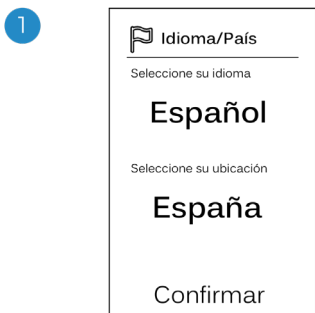 1
Idioma/País
Seleccione su idioma
Español
Seleccione su ubicación
España
Confirmar